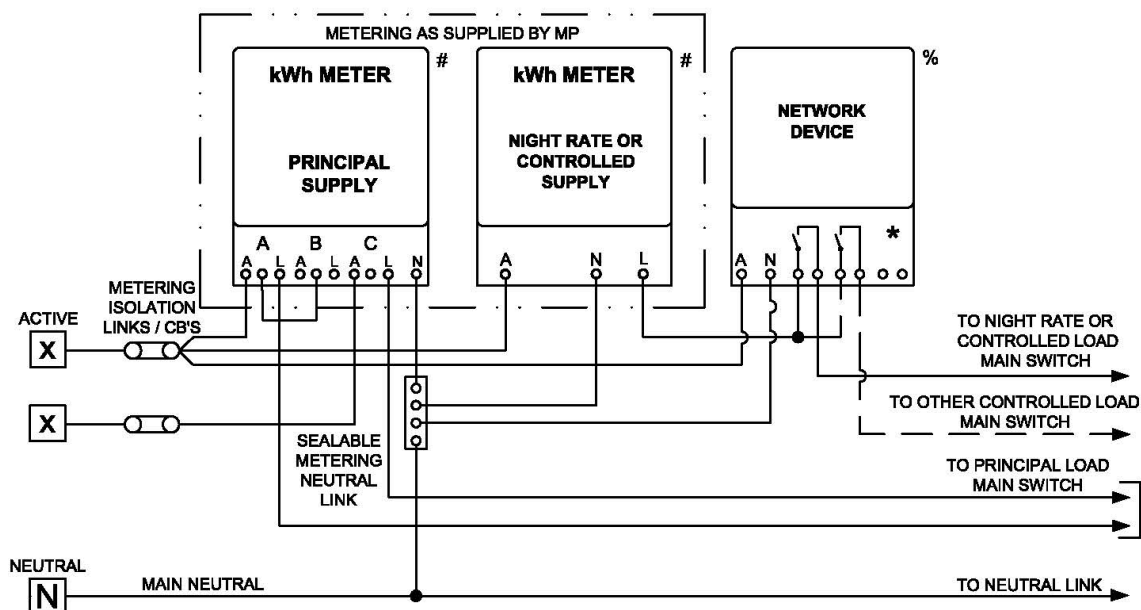 METERING AS SUPPLIED BY MP
kWh METER
#
PRINCIPAL
SUPPLY
A B C
A L A L A L N
kWh METER
#
NIGHT RATE OR
CONTROLLED
SUPPLY
A N L
%
NETWORK
DEVICE
*
A N
METERING
ISOLATION
LINKS / CB'S
ACTIVE
X
X
SEALABLE
METERING
NEUTRAL
LINK
TO NIGHT RATE OR
CONTROLLED LOAD
MAIN SWITCH
TO OTHER CONTROLLED LOAD
MAIN SWITCH
TO PRINCIPAL LOAD
MAIN SWITCH
NEUTRAL
N
MAIN NEUTRAL
TO NEUTRAL LINK